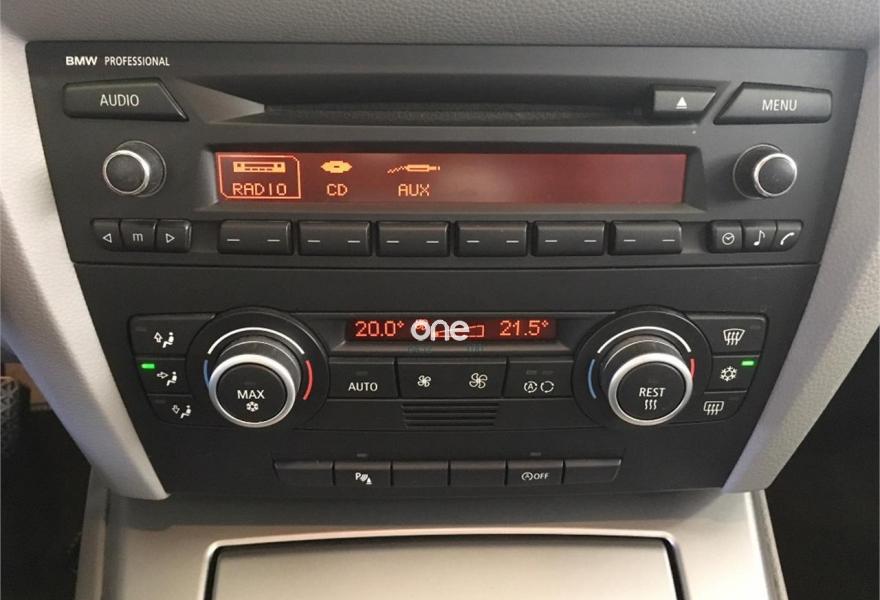 BMW PROFESSIONAL
AUDIO
MENU
RADIO CD AUX
m
20.0° one 21.5°
MAX
AUTO
A
REST
P
A OFF